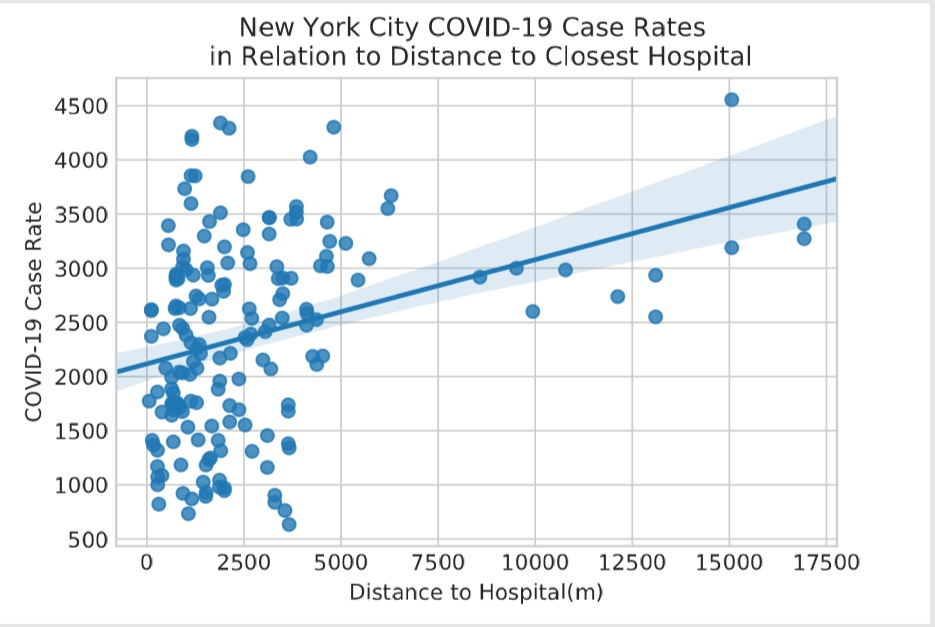 New York City COVID-19 Case Rates
in Relation to Distance to Closest Hospital
COVID-19 Case Rate
4500
4000
3500
3000
2500
2000
1500
1000
500
0 2500 5000 7500 10000 12500 15000 17500
Distance to Hospital(m)